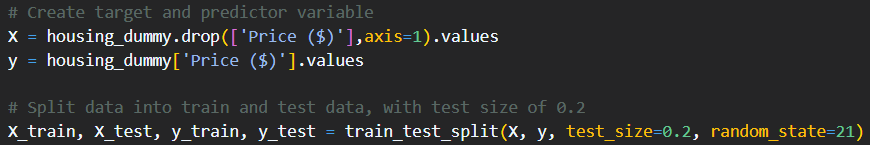 # Create target and predictor variable
X = housing_dummy.drop(['Price ($)'],axis=1).values
y = housing_dummy['Price ($)'].values
# Split data into train and test data, with test size of 0.2
X_train, X_test, y_train, y_test = train_test_split(X, y, test_size=0.2, random_state=21)